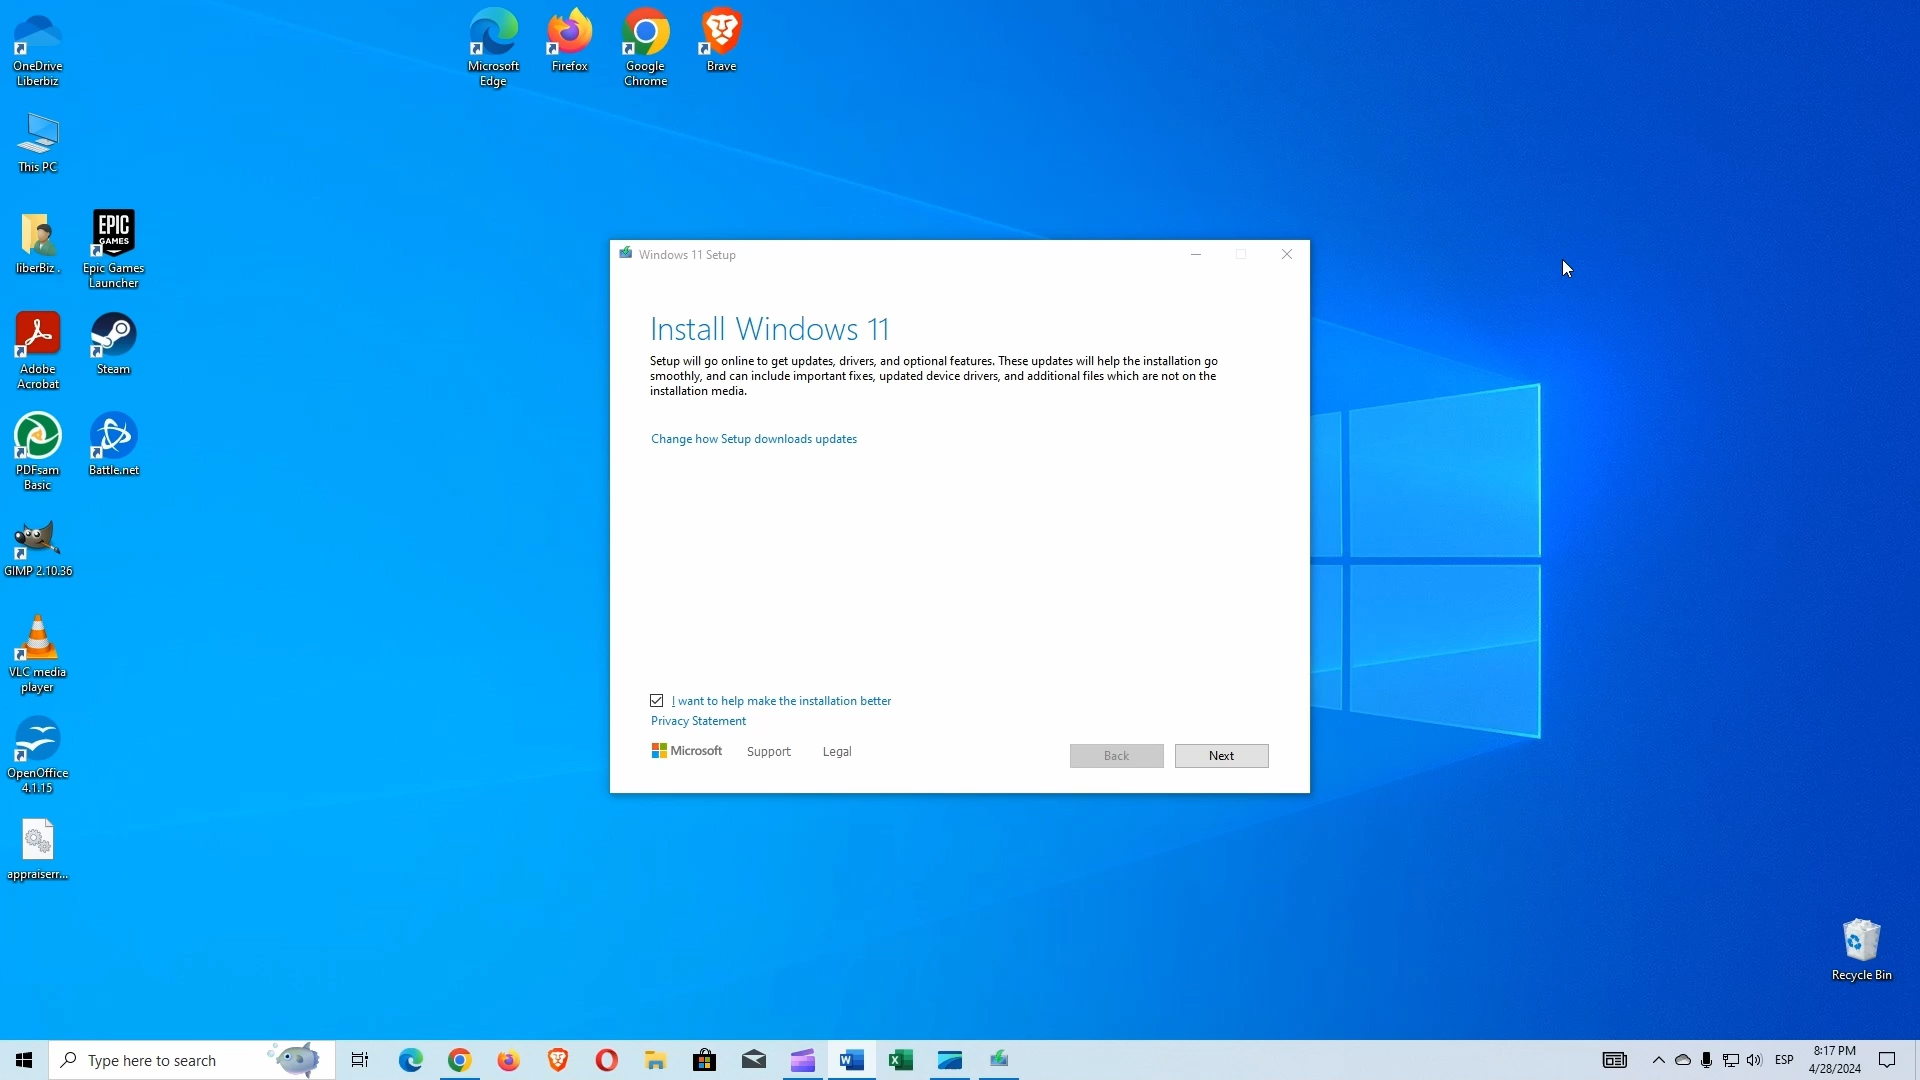 OneDrive
Liberbiz
Microsoft
Edge
Firefox
Google
Chrome
Brave
This PC
liberBiz .
EPIC
GAMES
Epic Games
Launcher
Adobe
Acrobat
Steam
PDFsam
Basic
Battle.net
GIMP 2.10.36
VLC media
player
OpenOffice
4.1.15
appraiserr...
Windows 11 Setup
Install Windows 11
Setup will go online to get updates, drivers, and optional features. These updates will help the installation go
smoothly, and can include important fixes, updated device drivers, and additional files which are not on the
installation media.
Change how Setup downloads updates
I want to help make the installation better
Privacy Statement
Microsoft
Support
Legal
Back
Next
Recycle Bin
Type here to search
W
X
ESP
8:17 PM
4/28/2024